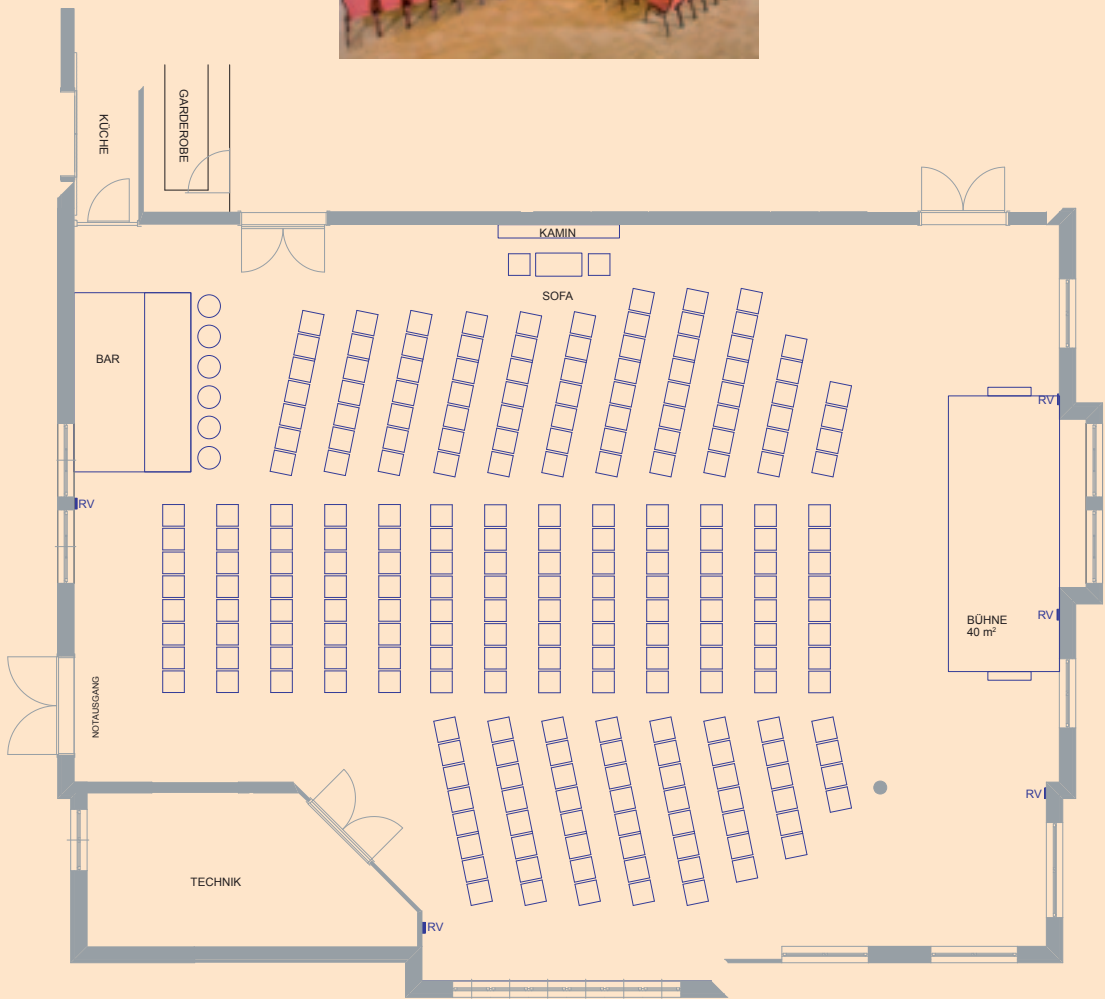 KÜCHE
GARDEROBE
KAMIN
SOFA
BAR
RV
RV
BÜHNE
40 m²
RV
NOTAUSGANG
RV
TECHNIK
RV